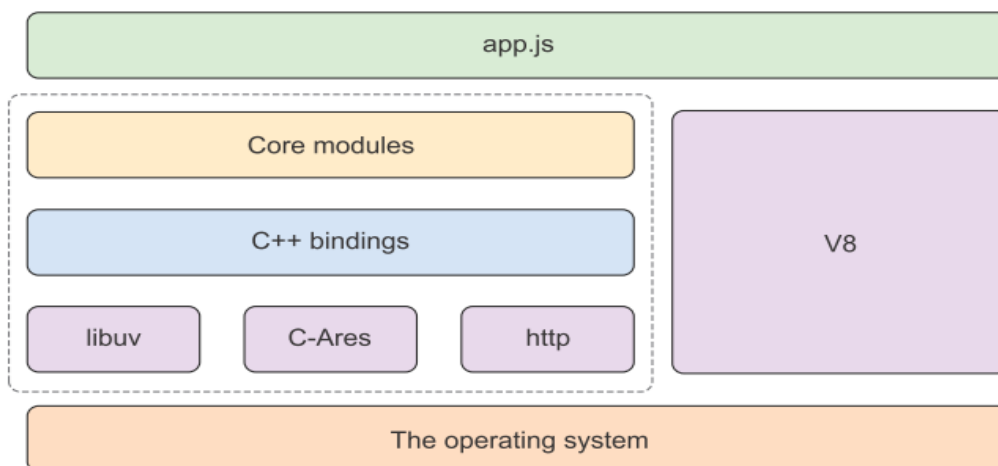 app.js
Core modules
C++ bindings
V8
libuv
C-Ares
http
The operating system